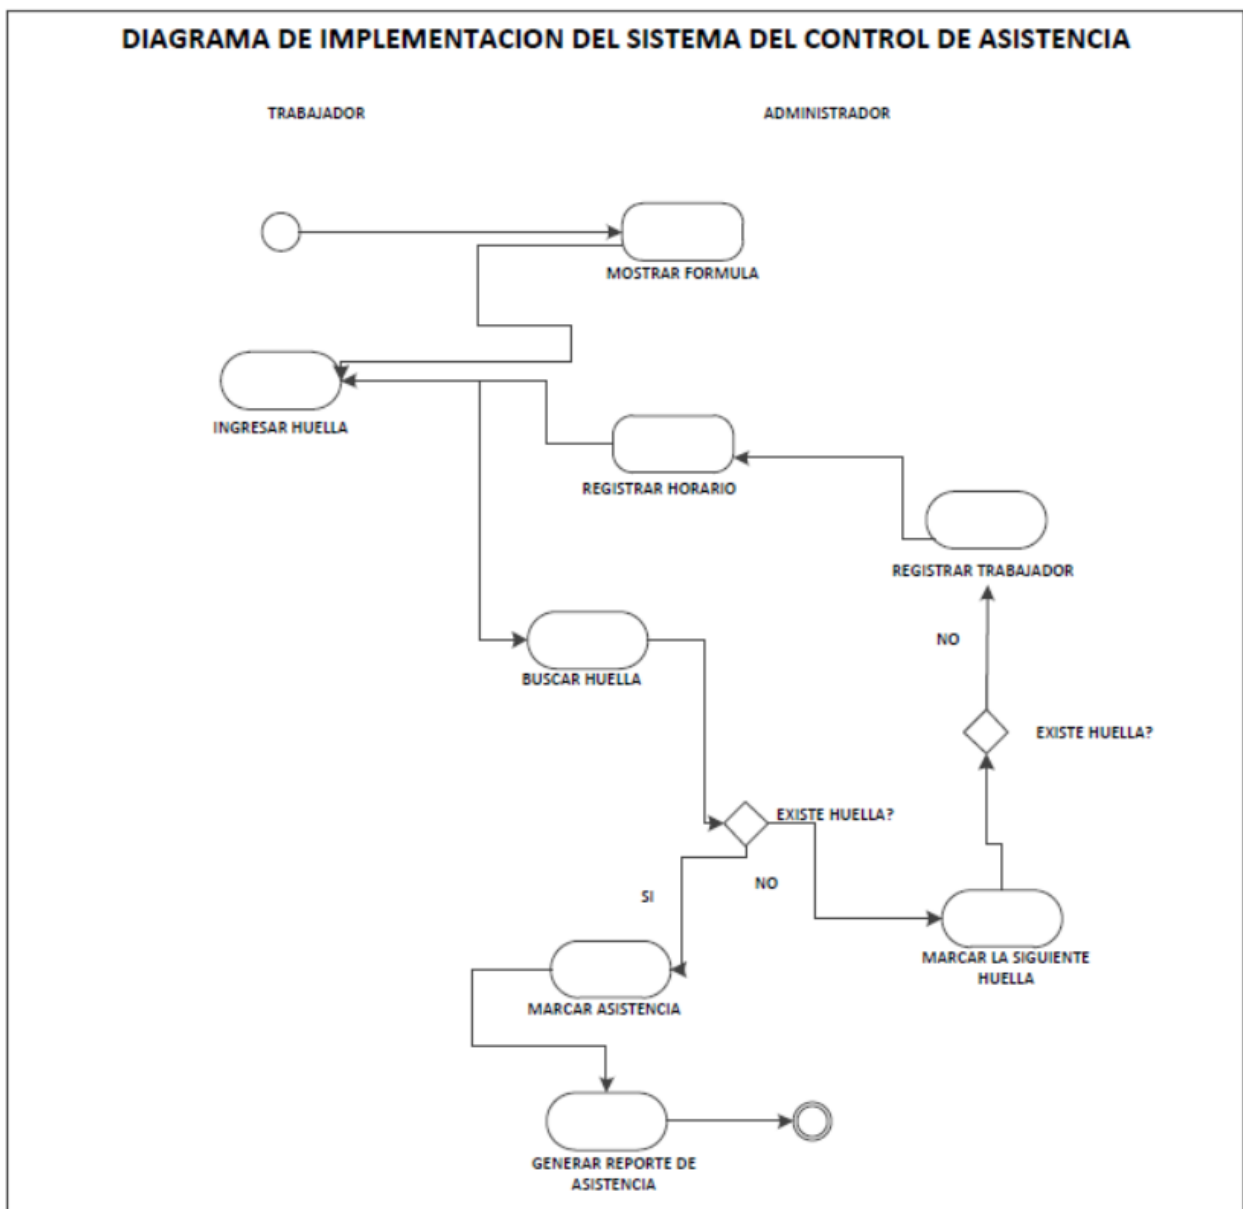 DIAGRAMA DE IMPLEMENTACION DEL SISTEMA DEL CONTROL DE ASISTENCIA
TRABAJADOR
ADMINISTRADOR
MOSTRAR FORMULA
INGRESAR HUELLA
REGISTRAR HORARIO
REGISTRAR TRABAJADOR
NO
BUSCAR HUELLA
EXISTE HUELLA?
EXISTE HUELLA?
SI
NO
MARCAR LA SIGUIENTE
HUELLA
MARCAR ASISTENCIA
GENERAR REPORTE DE
ASISTENCIA